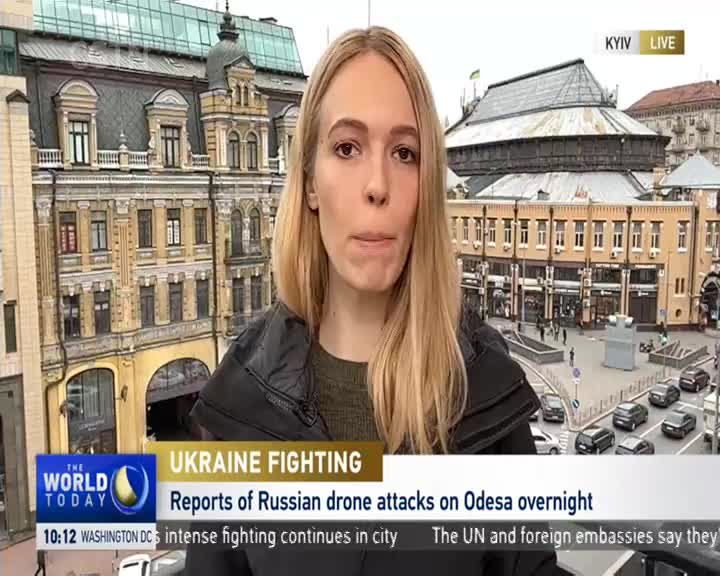 CGTN
KYIV LIVE
UKRAINE FIGHTING
THE WORLD TODAY
Reports of Russian drone attacks on Odesa overnight
10:12 WASHINGTON DC
s intense fighting continues in city The UN and foreign embassies say they